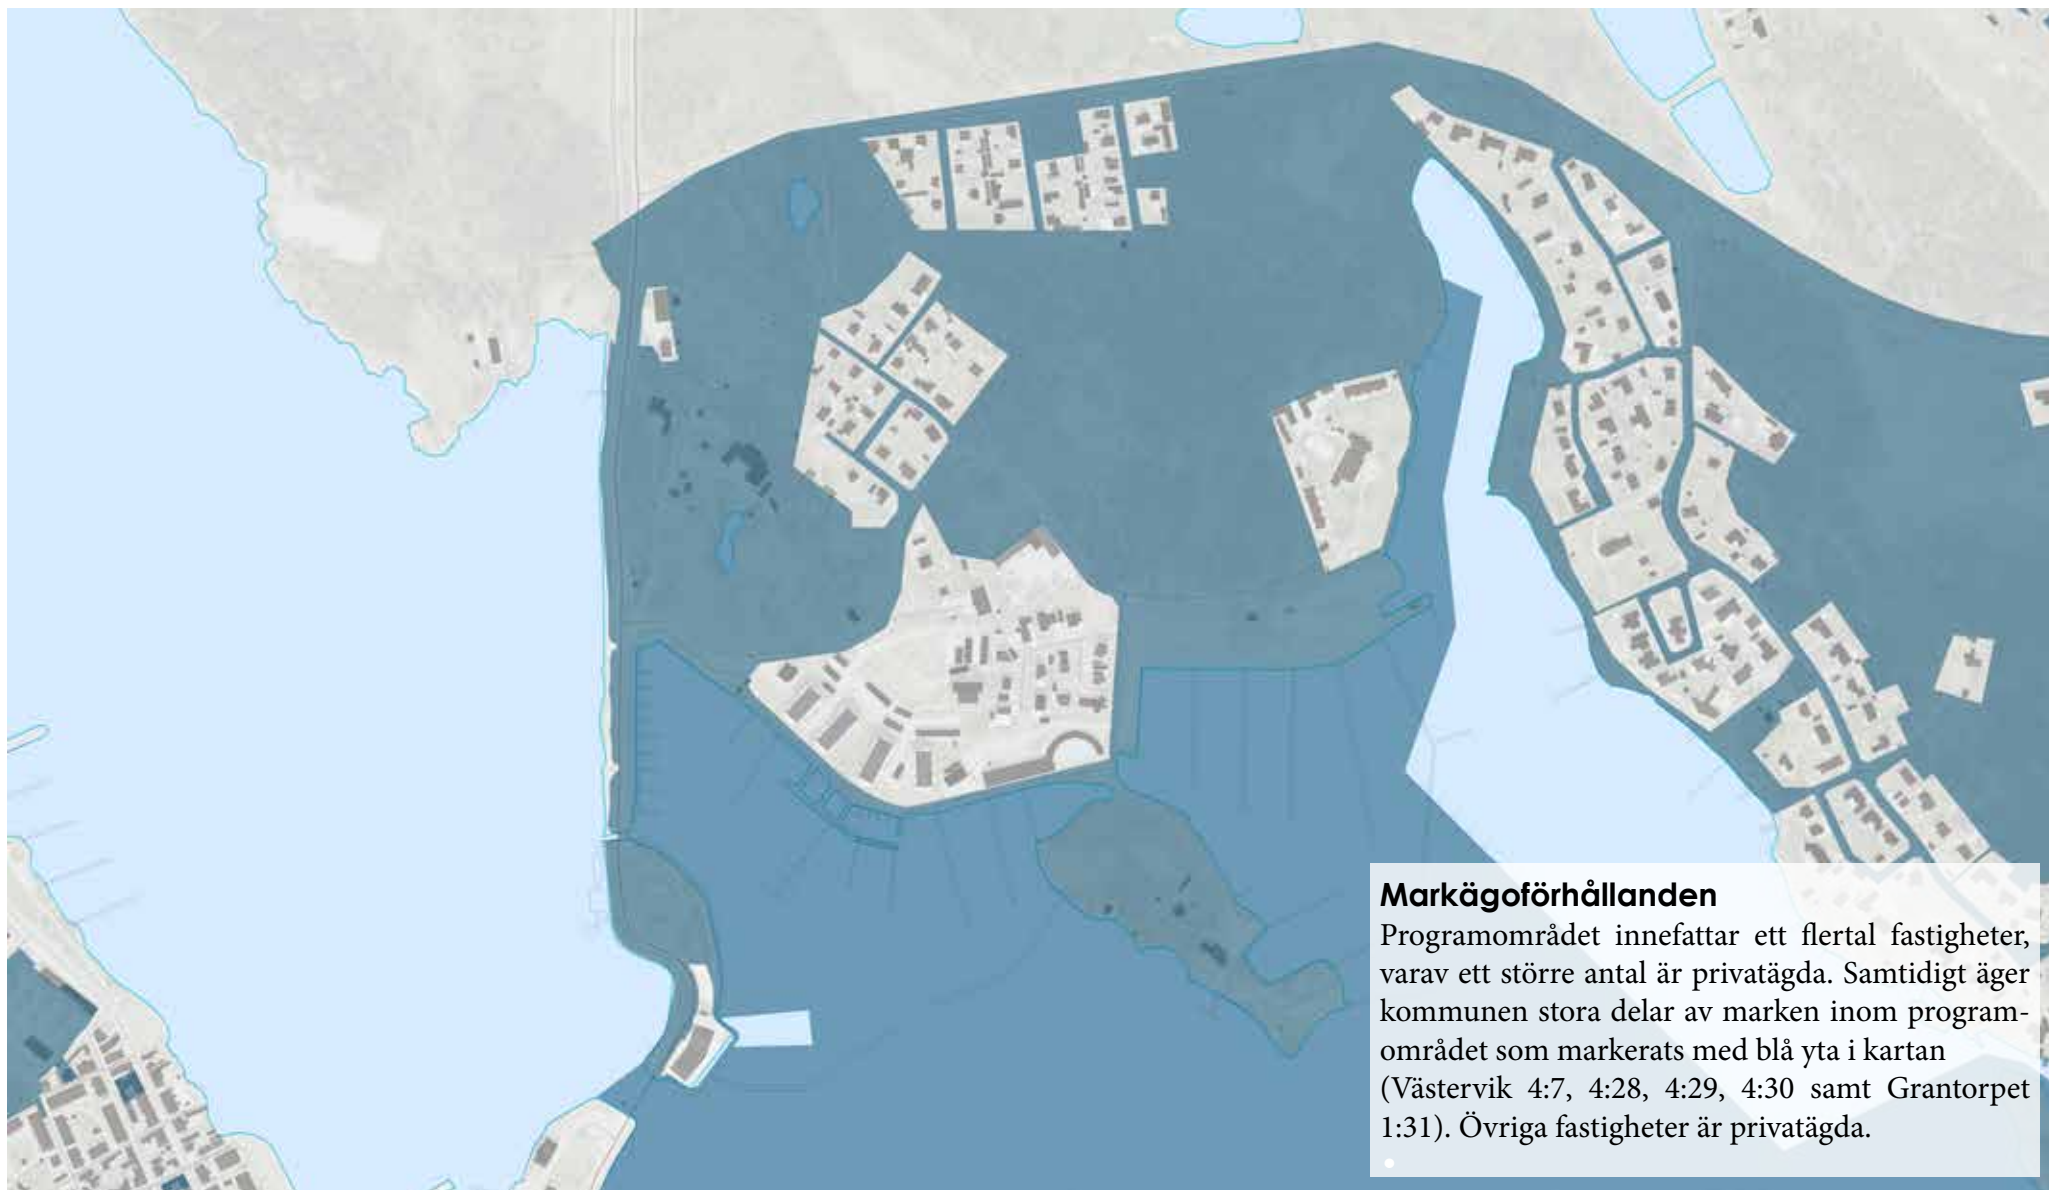 Markägoförhållanden
Programområdet innefattar ett flertal fastigheter,
varav ett större antal är privatägda. Samtidigt äger
kommunen stora delar av marken inom program-
området som markerats med blå yta i kartan
(Västervik 4:7, 4:28, 4:29, 4:30 samt Grantorpet
1:31). Övriga fastigheter är privatägda.